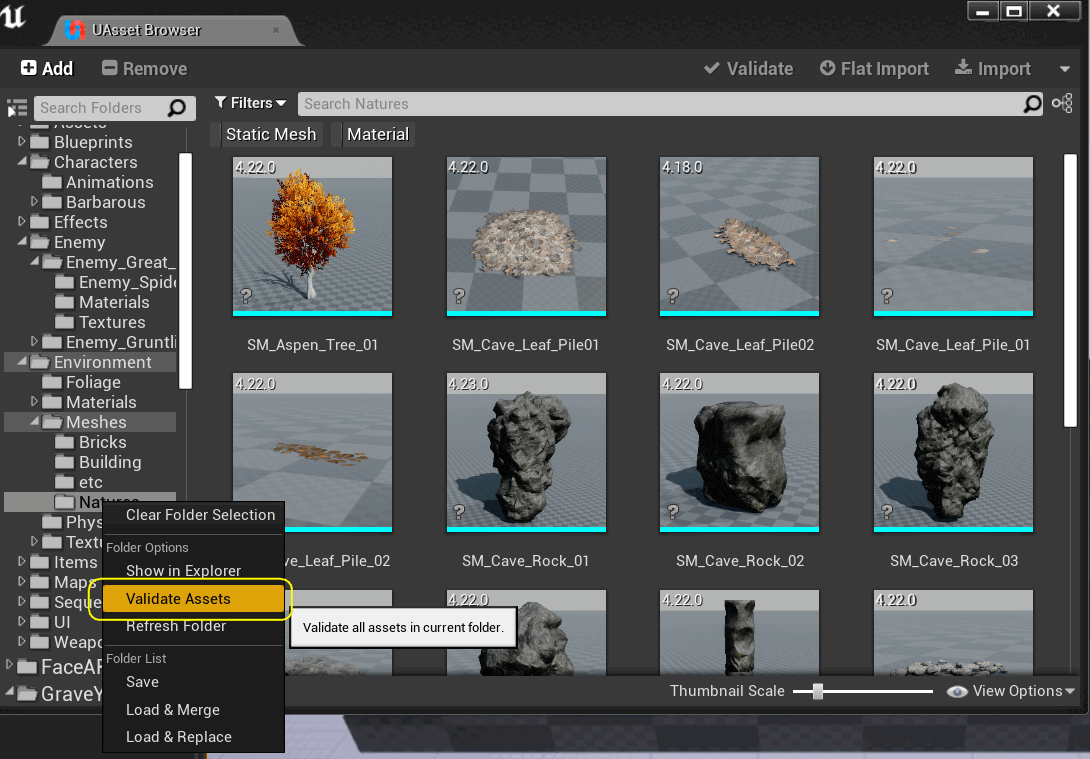 UAsset Browser
Add
Remove
Validate
Flat Import
Import
Search Folders
Filters
Search Natures
Static Mesh
Material
Assets
Blueprints
Characters
Animations
Barbarous
Effects
Enemy
Enemy_Great_
Enemy_Spide
Materials
Textures
Enemy_Gruntli
Environment
Foliage
Materials
Meshes
Bricks
Building
etc
Natures
Phys
Textu
Items
Maps
Seque
UI
Weapo
FaceAR
GraveY
4.22.0
4.22.0
4.18.0
4.22.0
?
?
?
?
SM_Aspen_Tree_01
SM_Cave_Leaf_Pile01
SM_Cave_Leaf_Pile02
SM_Cave_Leaf_Pile_01
4.22.0
4.23.0
4.22.0
4.22.0
?
?
?
ve_Leaf_Pile_02
SM_Cave_Rock_01
SM_Cave_Rock_02
SM_Cave_Rock_03
4.22.0
4.22.0
4.22.0
Clear Folder Selection
Folder Options
Show in Explorer
Validate Assets
Refresh Folder
Folder List
Save
Load & Merge
Load & Replace
Validate all assets in current folder.
Thumbnail Scale
View Options